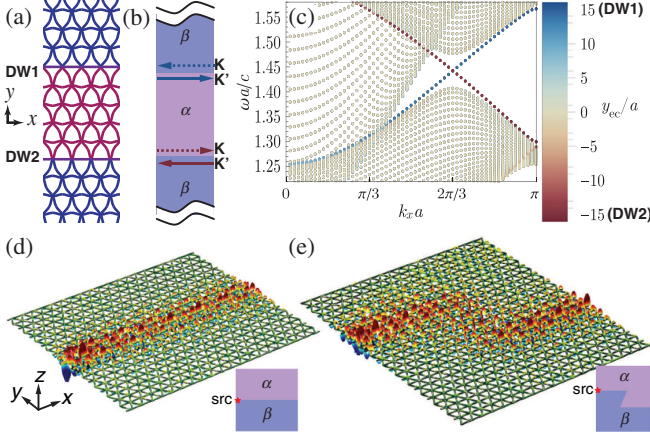 (a)
DW1
y
x
DW2
(b)
β
K
K'
α
K
K'
β
(c)
ωa/c
1.55
1.50
1.45
1.40
1.35
1.30
1.25
0
π/3
2π/3
π
kₓa
15 (DW1)
10
5
y_ec/a
0
−5
−10
−15 (DW2)
(d)
z
y
x
src
α
β
(e)
src
α
β